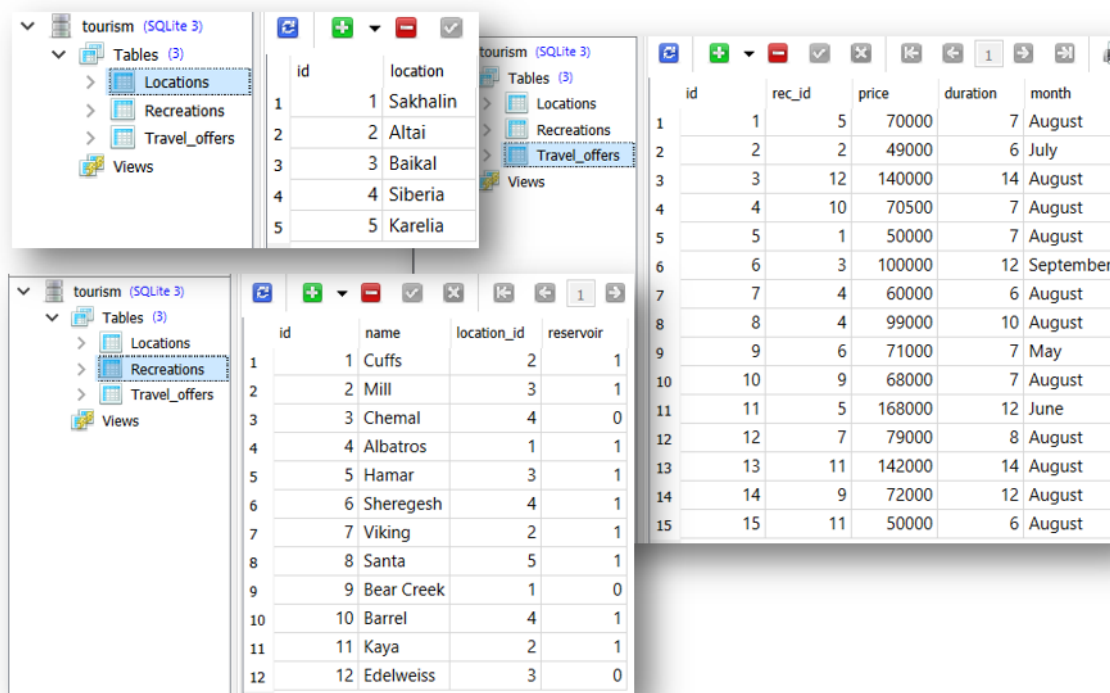 tourism (SQLite 3)
Tables (3)
Locations
Recreations
Travel_offers
Views
id location
1 1 Sakhalin
2 2 Altai
3 3 Baikal
4 4 Siberia
5 5 Karelia
tourism (SQLite 3)
Tables (3)
Locations
Recreations
Travel_offers
Views
1
id rec_id price duration month
1 1 5 70000 7 August
2 2 2 49000 6 July
3 3 12 140000 14 August
4 4 10 70500 7 August
5 5 1 50000 7 August
6 6 3 100000 12 September
7 7 4 60000 6 August
8 8 4 99000 10 August
9 9 6 71000 7 May
10 10 9 68000 7 August
11 11 5 168000 12 June
12 12 7 79000 8 August
13 13 11 142000 14 August
14 14 9 72000 12 August
15 15 11 50000 6 August
tourism (SQLite 3)
Tables (3)
Locations
Recreations
Travel_offers
Views
1
id name location_id reservoir
1 1 Cuffs 2 1
2 2 Mill 3 1
3 3 Chemal 4 0
4 4 Albatros 1 1
5 5 Hamar 3 1
6 6 Sheregesh 4 1
7 7 Viking 2 1
8 8 Santa 5 1
9 9 Bear Creek 1 0
10 10 Barrel 4 1
11 11 Kaya 2 1
12 12 Edelweiss 3 0